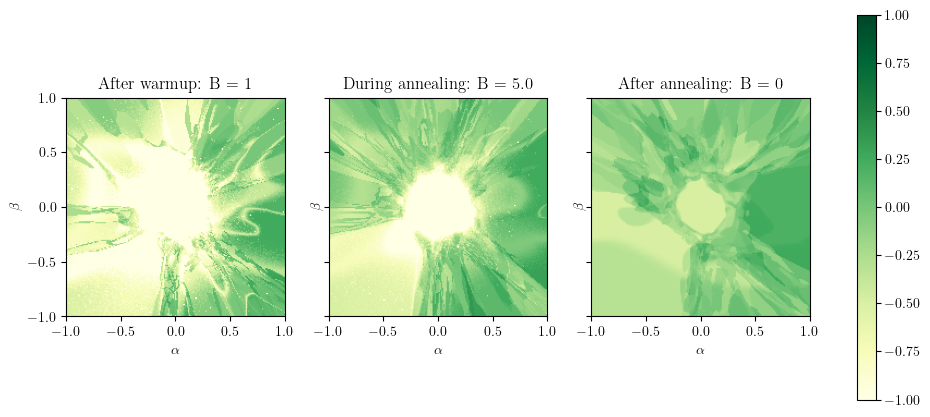 After warmup: B = 1
During annealing: B = 5.0
After annealing: B = 0
1.0
0.5
0.0
−0.5
−1.0
β
β
β
−1.0 −0.5 0.0 0.5 1.0
−1.0 −0.5 0.0 0.5 1.0
−1.0 −0.5 0.0 0.5 1.0
α
α
α
1.00
0.75
0.50
0.25
0.00
−0.25
−0.50
−0.75
−1.00